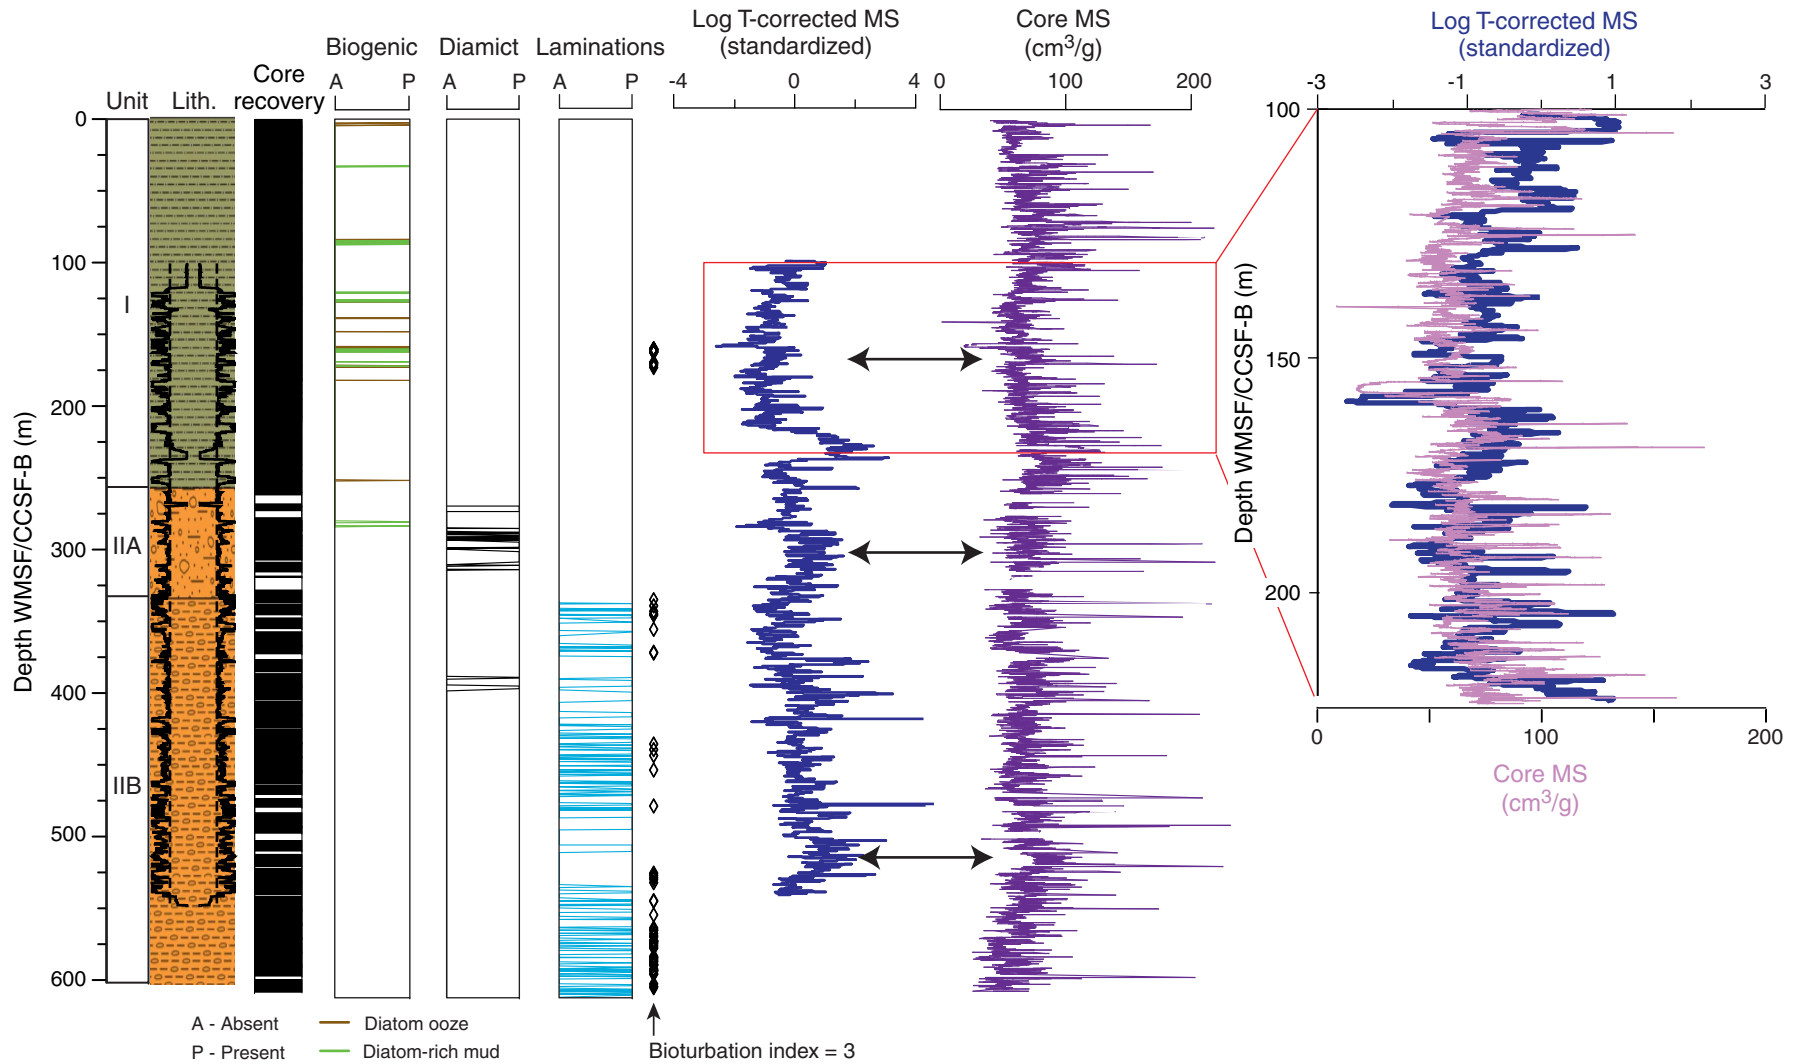 Log T-corrected MS
(standardized)
Core MS
(cm3/g)
Log T-corrected MS
(standardized)
Biogenic
Diamict
Laminations
Core
recovery
Unit
Lith.
A
P
A
P
A
P
-4
0
4
0
100
200
-3
-1
1
3
0
100
200
300
400
500
600
Depth WMSF/CCSF-B (m)
I
IIA
IIB
100
150
200
Depth WMSF/CCSF-B (m)
0
100
200
Core MS
(cm3/g)
A - Absent
P - Present
Diatom ooze
Diatom-rich mud
Bioturbation index = 3